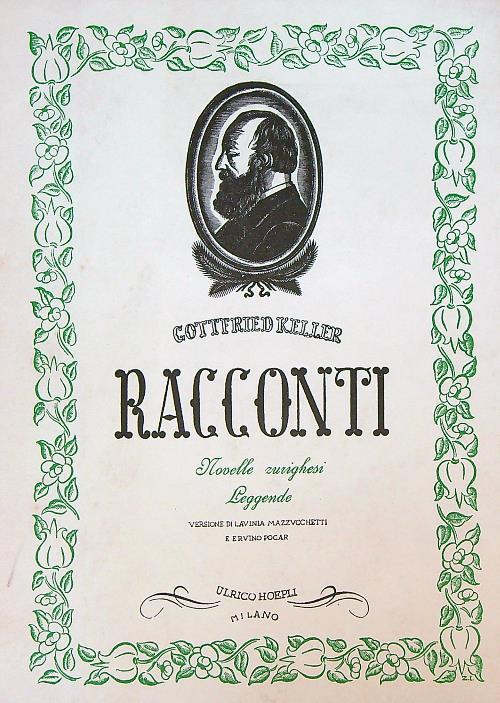 GOTTFRIED KELLER
RACCONTI
Novelle zurighesi
Leggende
VERSIONE DI LAVINIA MAZZUCCHETTI
E ERVINO POCAR
ULRICO HOEPLI
MILANO
Z.I.